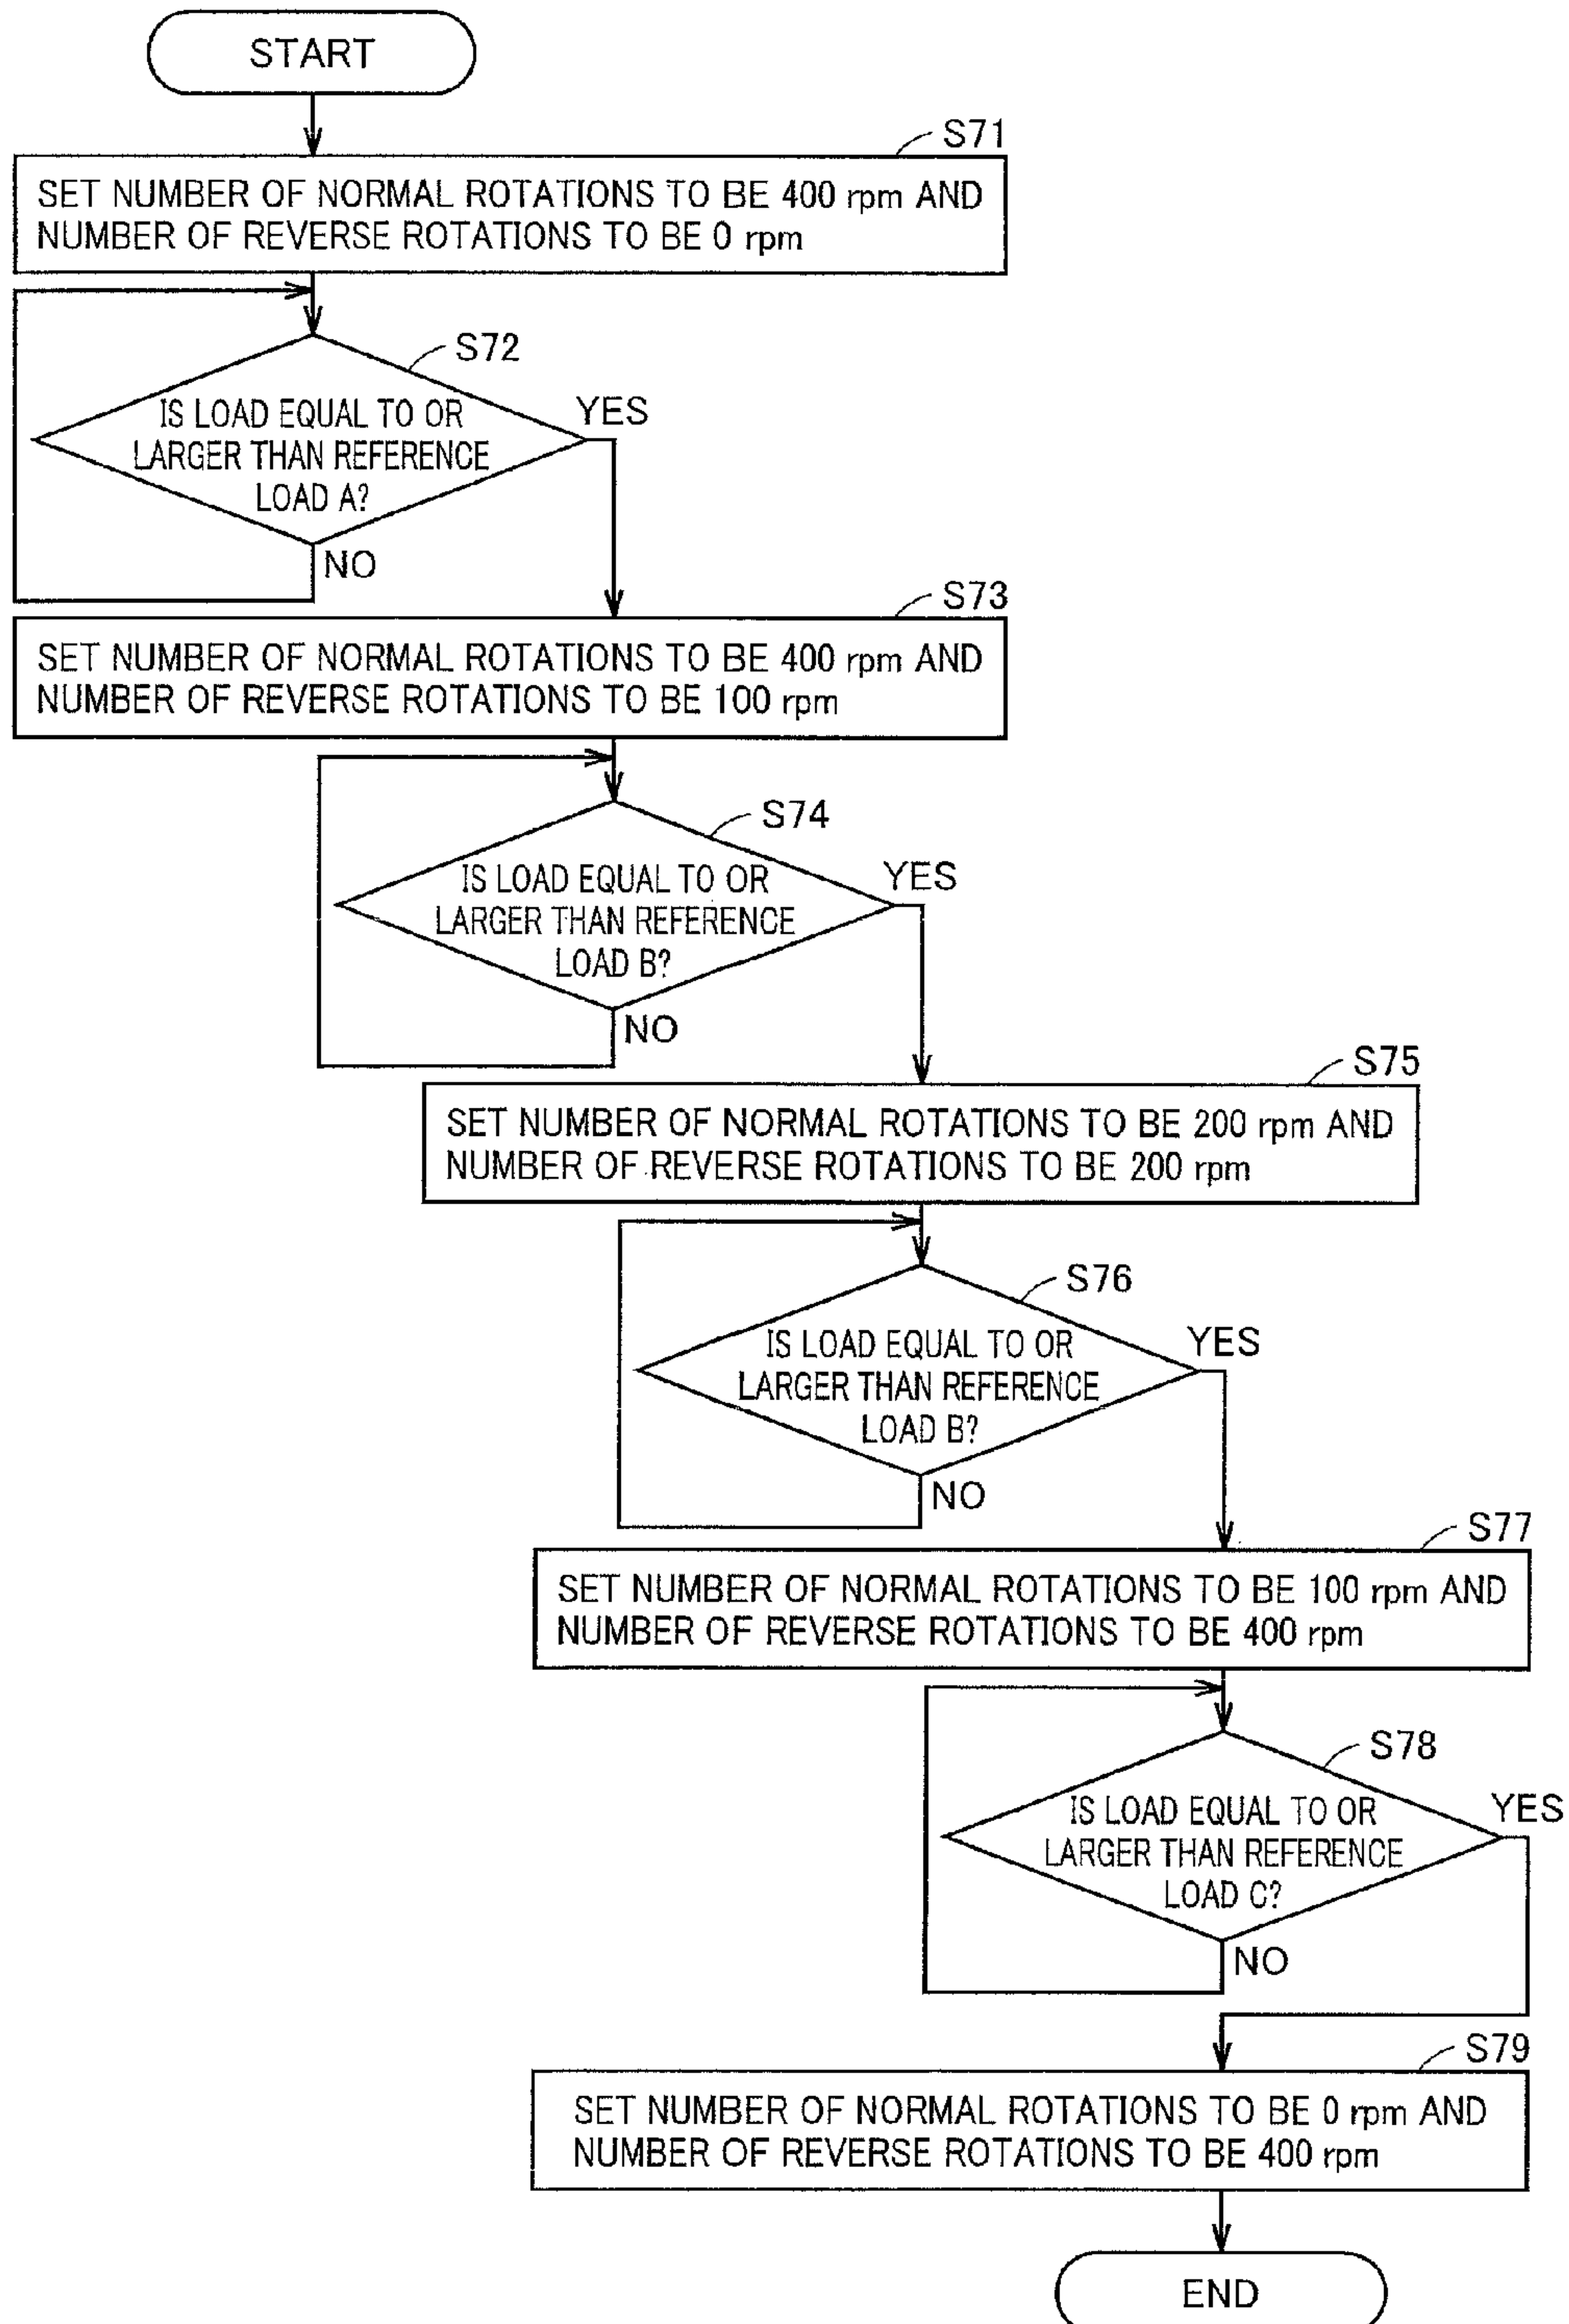 START
S71
SET NUMBER OF NORMAL ROTATIONS TO BE 400 rpm AND
NUMBER OF REVERSE ROTATIONS TO BE 0 rpm
S72
IS LOAD EQUAL TO OR
LARGER THAN REFERENCE
LOAD A?
YES
NO
S73
SET NUMBER OF NORMAL ROTATIONS TO BE 400 rpm AND
NUMBER OF REVERSE ROTATIONS TO BE 100 rpm
S74
IS LOAD EQUAL TO OR
LARGER THAN REFERENCE
LOAD B?
YES
NO
S75
SET NUMBER OF NORMAL ROTATIONS TO BE 200 rpm AND
NUMBER OF REVERSE ROTATIONS TO BE 200 rpm
S76
IS LOAD EQUAL TO OR
LARGER THAN REFERENCE
LOAD B?
YES
NO
S77
SET NUMBER OF NORMAL ROTATIONS TO BE 100 rpm AND
NUMBER OF REVERSE ROTATIONS TO BE 400 rpm
S78
IS LOAD EQUAL TO OR
LARGER THAN REFERENCE
LOAD C?
YES
NO
S79
SET NUMBER OF NORMAL ROTATIONS TO BE 0 rpm AND
NUMBER OF REVERSE ROTATIONS TO BE 400 rpm
END